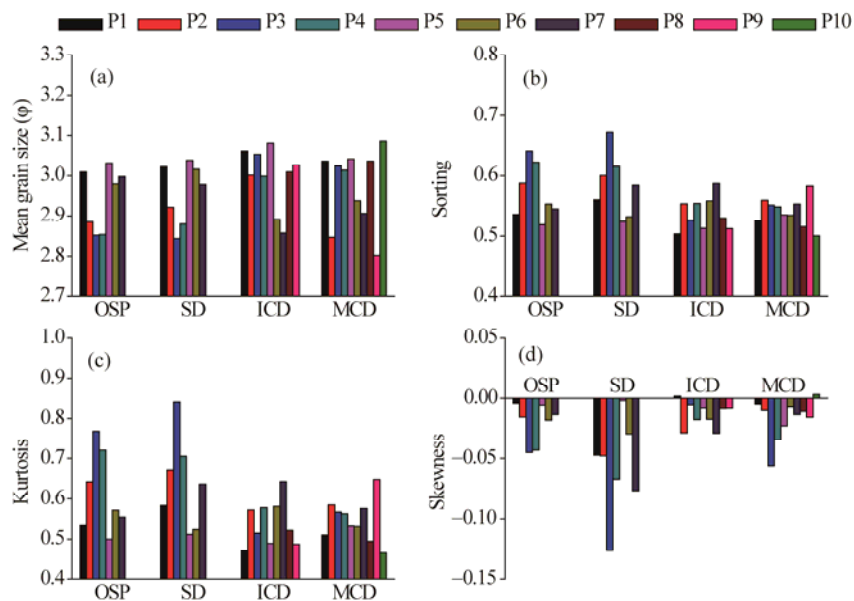 P1 P2 P3 P4 P5 P6 P7 P8 P9 P10
(a)
Mean grain size (φ)
3.3
3.2
3.1
3.0
2.9
2.8
2.7
OSP SD ICD MCD
(b)
Sorting
0.8
0.7
0.6
0.5
0.4
OSP SD ICD MCD
(c)
Kurtosis
1.0
0.9
0.8
0.7
0.6
0.5
0.4
OSP SD ICD MCD
(d)
Skewness
0.05
0.00
−0.05
−0.10
−0.15
OSP SD ICD MCD